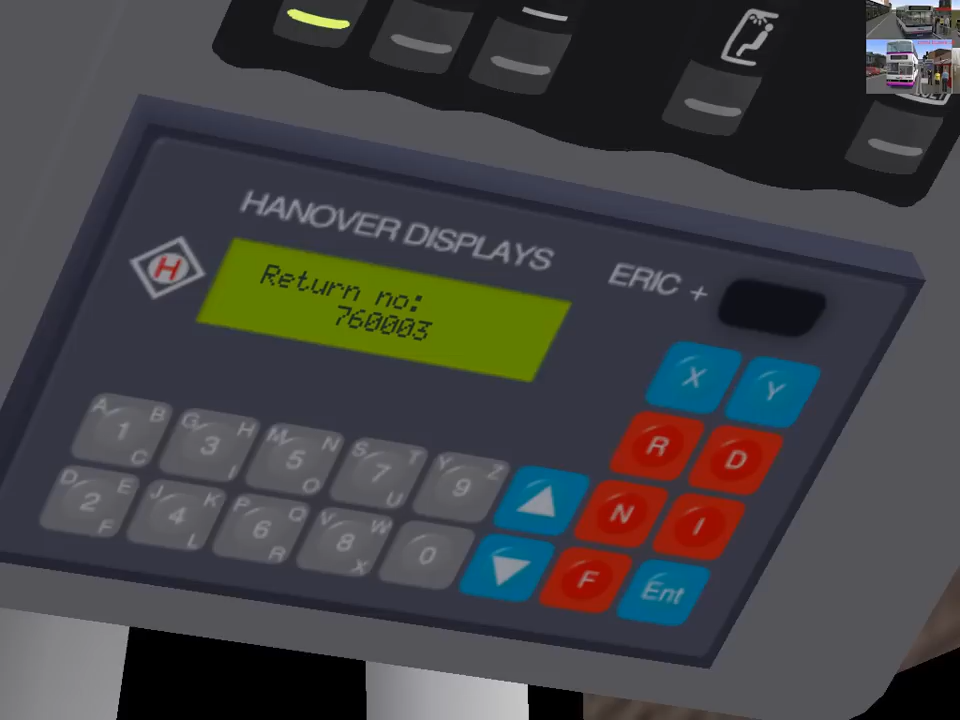 HANOVER DISPLAYS
H
ERIC +
Return no:
760003
X Y
R D
N I
F Ent
A B 1 C
G H 3 I
M N 5 O
S T 7 U
Y Z 9
D E 2 F
J K 4 L
P Q 6 R
V W 8 X
0